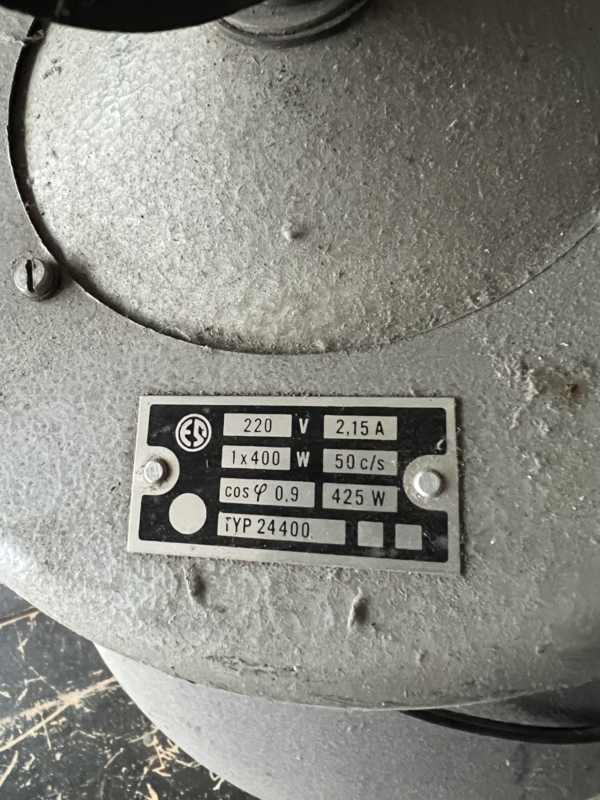 ES
220 V 2,15 A
1x400 W 50 c/s
cos φ 0,9 425 W
TYP 24400